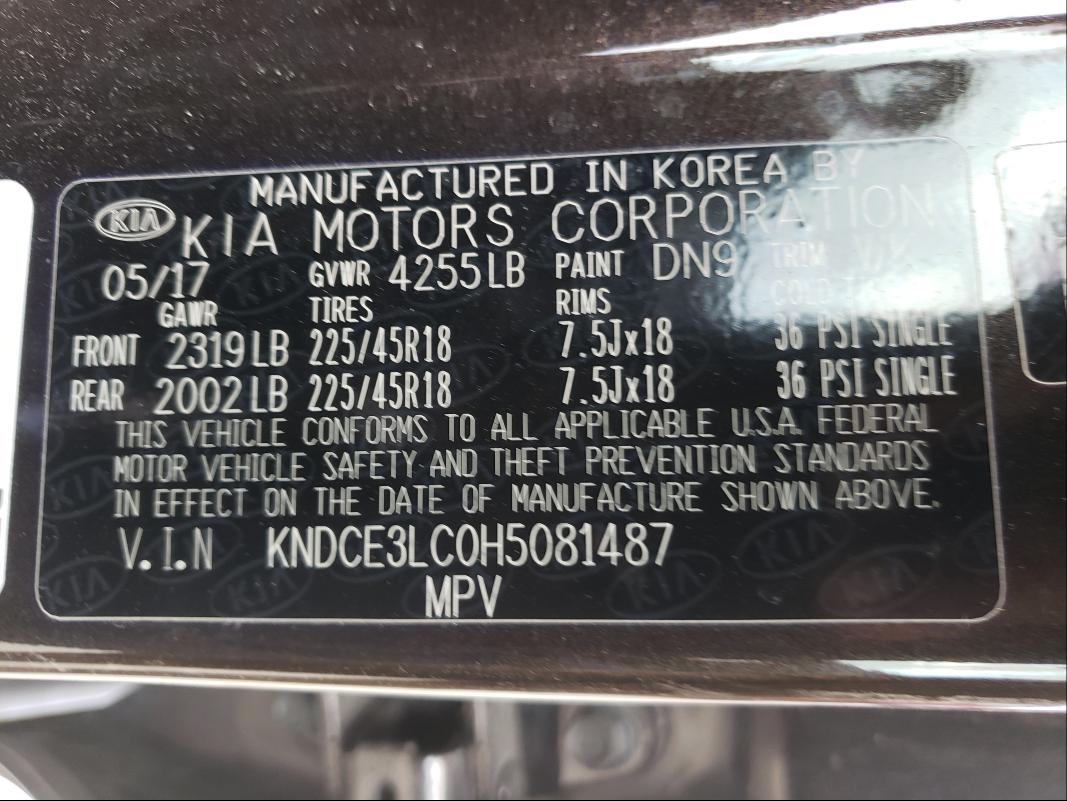 MANUFACTURED IN KOREA BY
KIA KIA MOTORS CORPORATION
05/17 GVWR 4255LB PAINT DN9 TRIM
GAWR TIRES RIMS COLD
FRONT 2319LB 225/45R18 7.5Jx18 36 PSI SINGLE
REAR 2002LB 225/45R18 7.5Jx18 36 PSI SINGLE
THIS VEHICLE CONFORMS TO ALL APPLICABLE U.S.A. FEDERAL
MOTOR VEHICLE SAFETY AND THEFT PREVENTION STANDARDS
IN EFFECT ON THE DATE OF MANUFACTURE SHOWN ABOVE.
V.I.N KNDCE3LC0H5081487
MPV